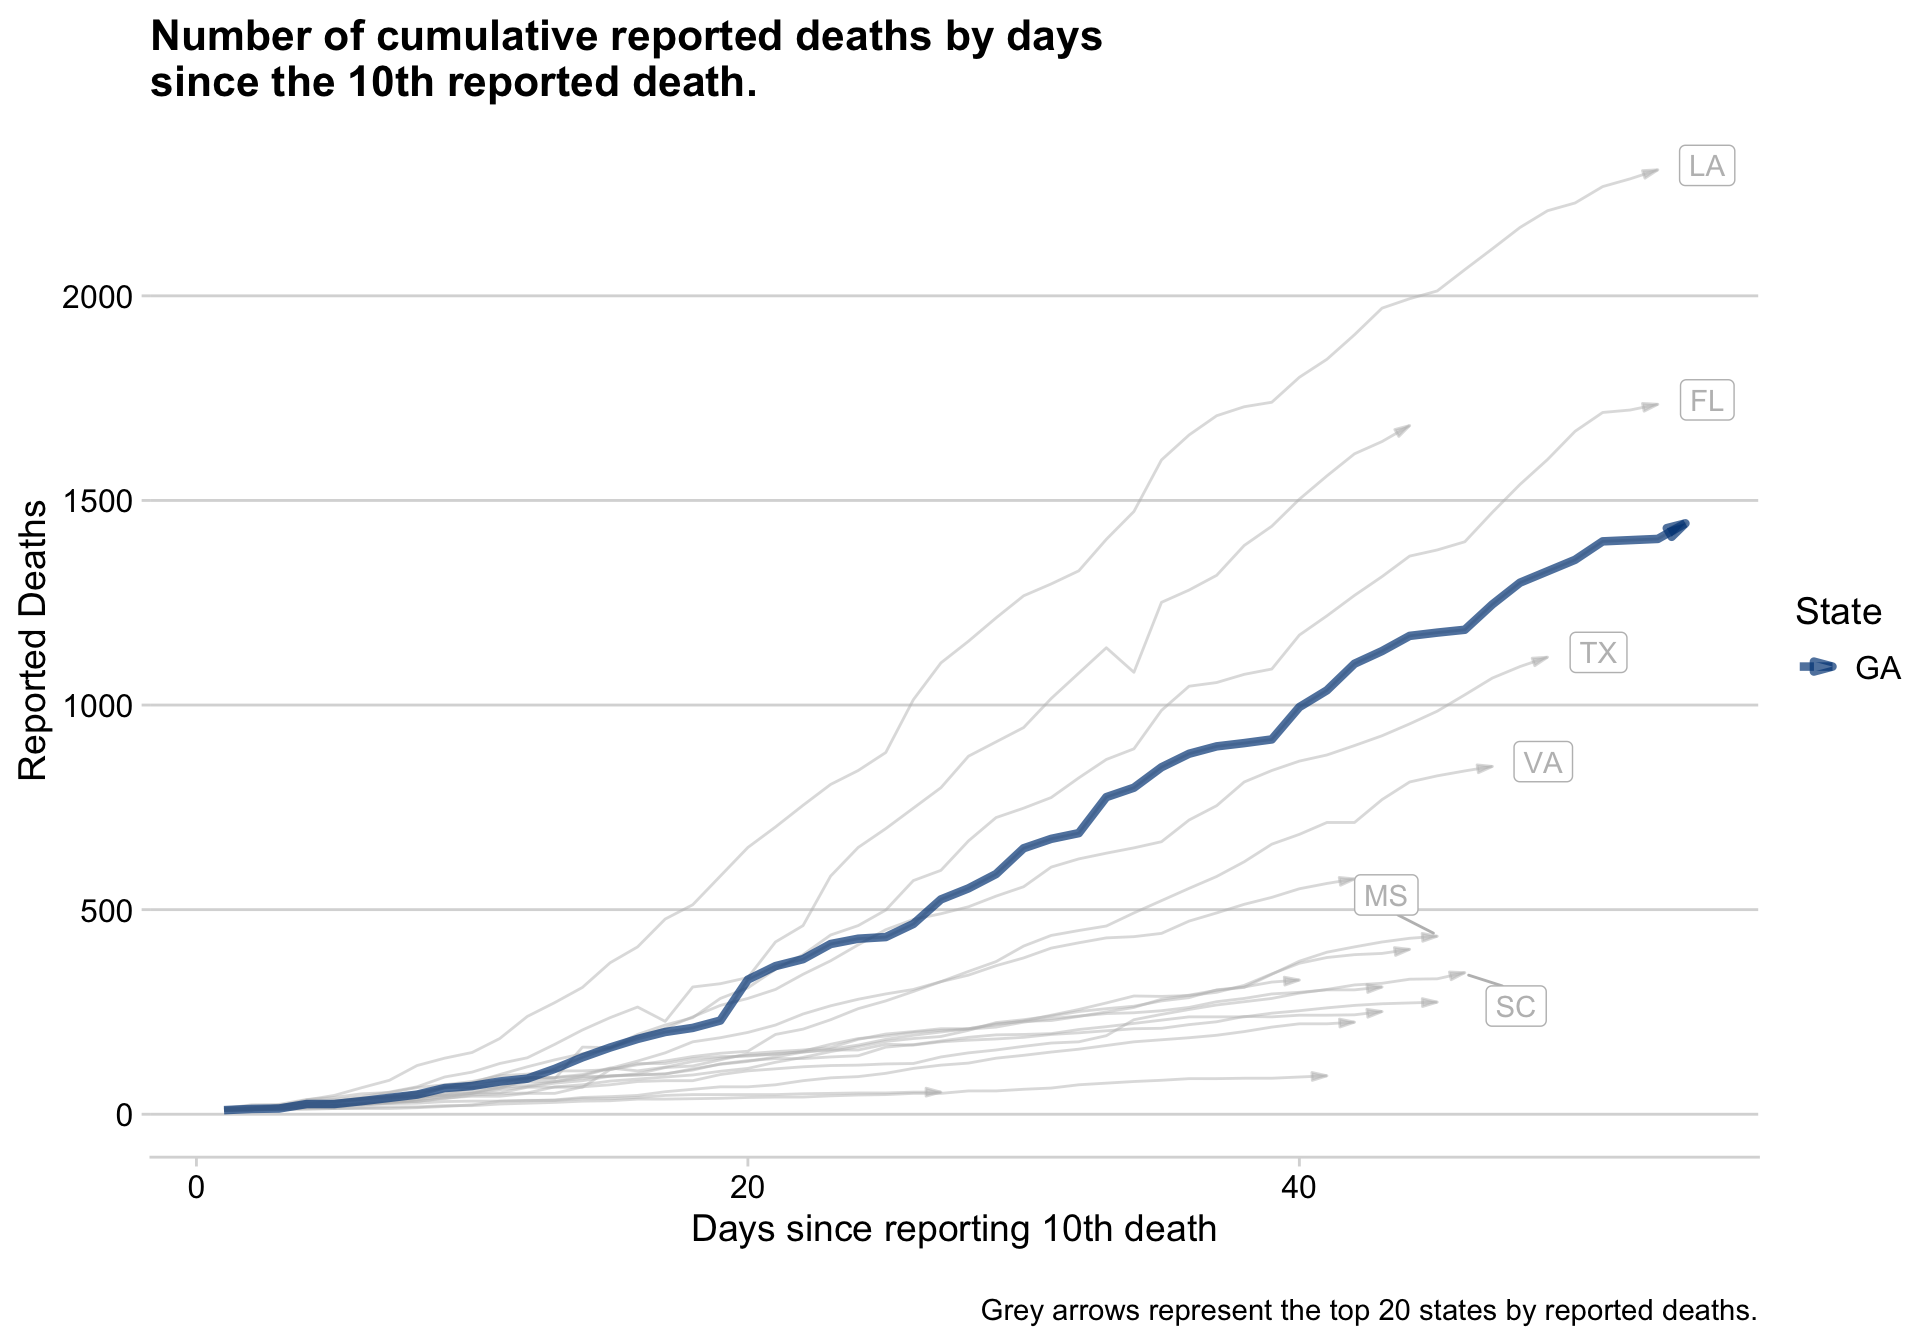 Number of cumulative reported deaths by days
since the 10th reported death.
LA
FL
2000
1500
TX
1000
VA
MS
500
SC
0
Reported Deaths
State
GA
0 20 40
Days since reporting 10th death
Grey arrows represent the top 20 states by reported deaths.